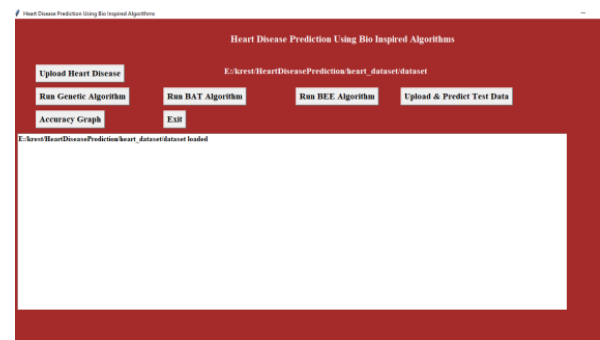 Heart Disease Prediction Using Bio Inspired Algorithms
Heart Disease Prediction Using Bio Inspired Algorithms
Upload Heart Disease E:/krest/HeartDiseasePrediction/heart_dataset/dataset
Run Genetic Algorithm Run BAT Algorithm Run BEE Algorithm Upload & Predict Test Data
Accuracy Graph Exit
E:/krest/HeartDiseasePrediction/heart_dataset/dataset loaded